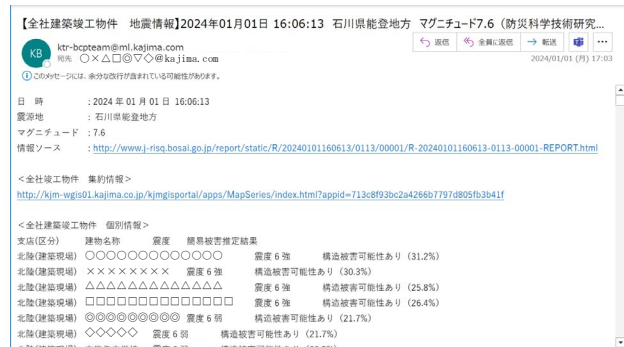 【全社建築竣工物件　地震情報】2024年01月01日 16:06:13 石川県能登地方 マグニチュード7.6（防災科学技術研究...
KB
ktr-bcpteam@ml.kajima.com
宛先 ○×△□◎▽◇@kajima.com
返信 全員に返信 転送 ...
2024/01/01 (月) 17:03
このメッセージには、余分な改行が含まれている可能性があります。
日　時　：2024 年 01 月 01 日 16:06:13
震源地　：石川県能登地方
マグニチュード：7.6
情報ソース　：http://www.j-risq.bosai.go.jp/report/static/R/20240101160613/0113/00001/R-20240101160613-0113-00001-REPORT.html
＜全社竣工物件　集約情報＞
http://kjm-wgis01.kajima.co.jp/kjmgisportal/apps/MapSeries/index.html?appid=713c8f93bc2a4266b7797d805fb3b41f
＜全社建築竣工物件　個別情報＞
支店(区分)　建物名称　震度　簡易被害推定結果
北陸(建築現場) ○○○○○○○○○○○○○ 震度 6 強 構造被害可能性あり（31.2%）
北陸(建築現場) ×××××××× 震度 6 強 構造被害可能性あり（30.3%）
北陸(建築現場) △△△△△△△△△△△△△ 震度 6 強 構造被害可能性あり（25.8%）
北陸(建築現場) □□□□□□□□□□□□□□ 震度 6 強 構造被害可能性あり（26.4%）
北陸(建築現場) ◎◎◎◎◎◎◎◎◎ 震度 6 弱 構造被害可能性あり（21.7%）
北陸(建築現場) ◇◇◇◇◇ 震度 6 弱 構造被害可能性あり（21.7%）